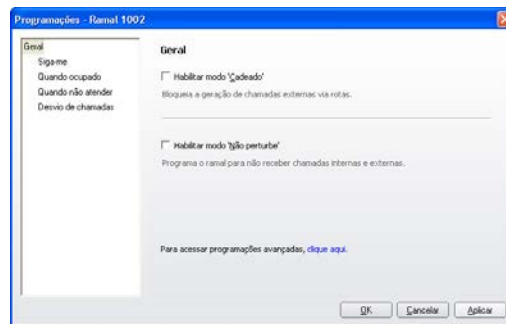 Programações - Ramal 1002
Geral
Siga-me
Quando ocupado
Quando não atender
Desvio de chamadas
Geral
Habilitar modo 'Cadeado'
Bloqueia a geração de chamadas externas via rotas.
Habilitar modo 'Não perturbe'
Programa o ramal para não receber chamadas internas e externas.
Para acessar programações avançadas, clique aqui.
OK
Cancelar
Aplicar